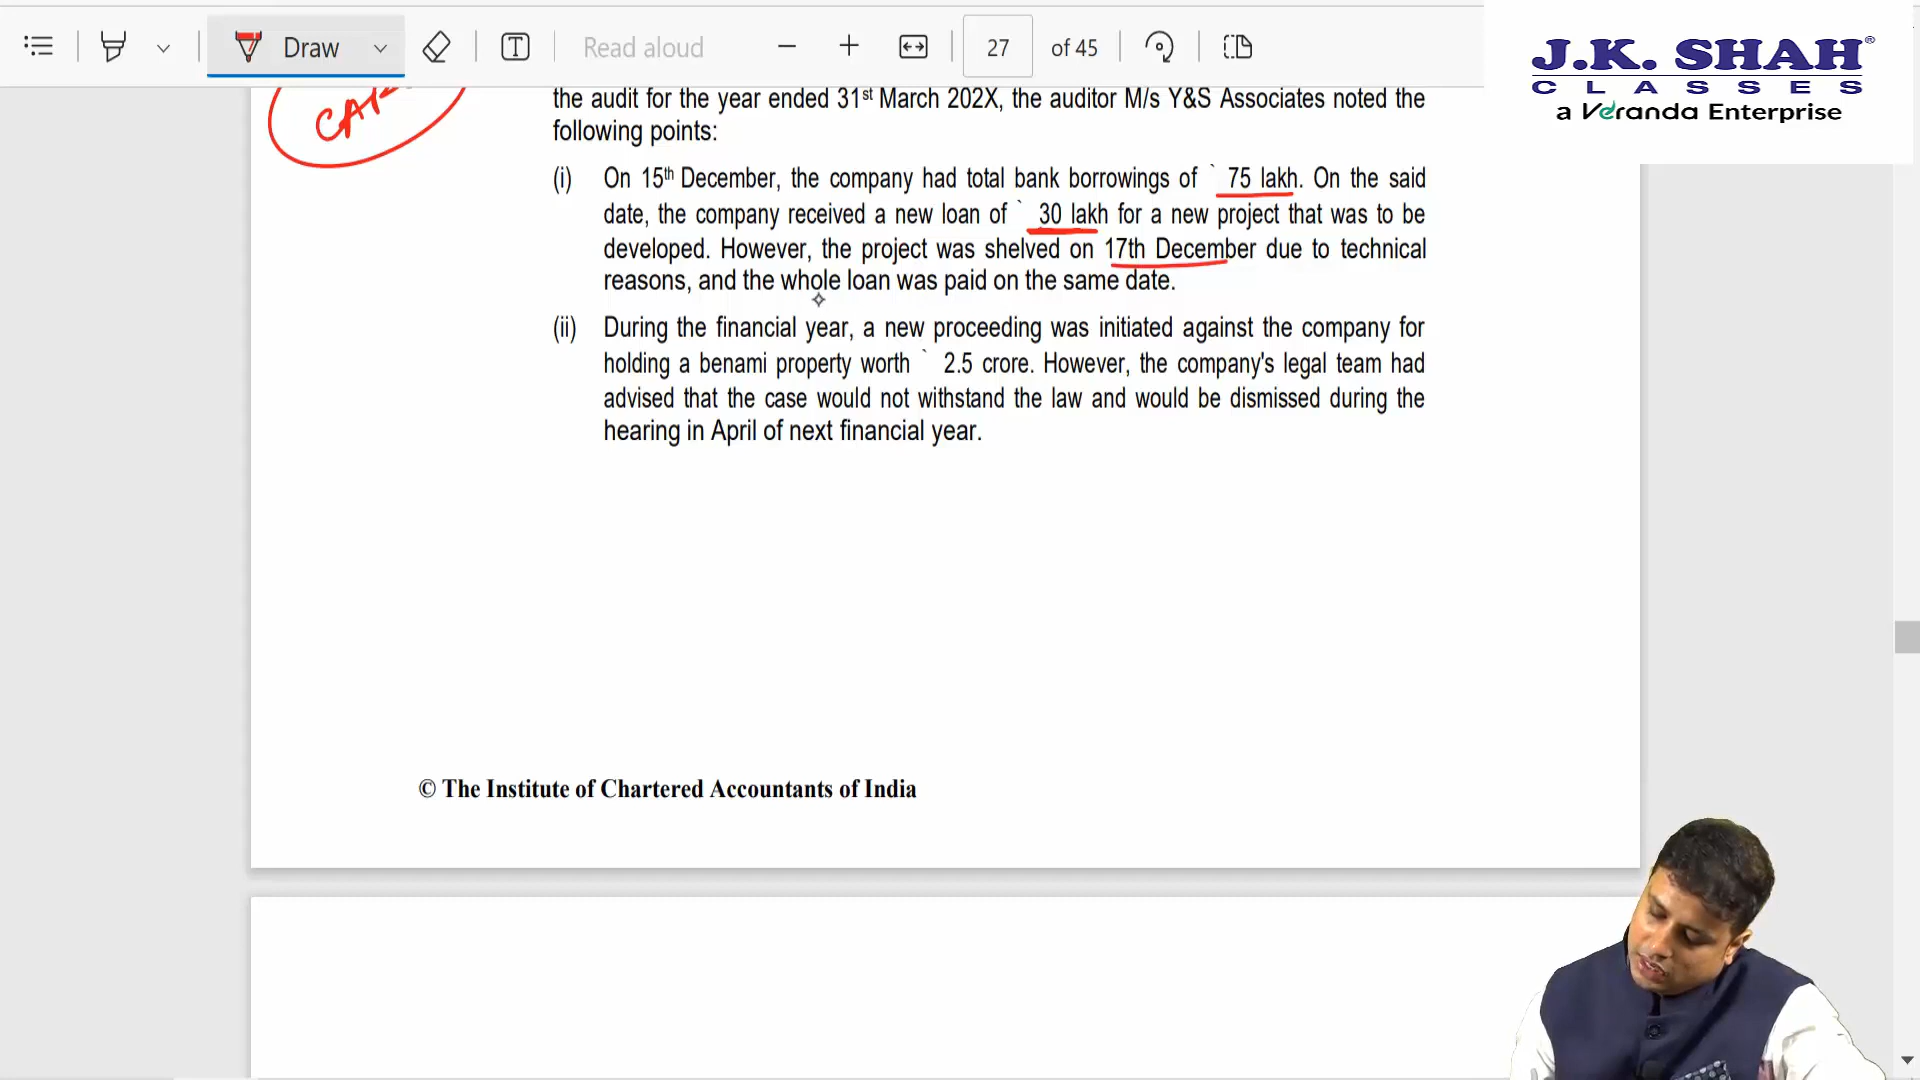 Draw
Read aloud
27
of 45
J.K. SHAH®
CLASSES
a Veranda Enterprise
the audit for the year ended 31st March 202X, the auditor M/s Y&S Associates noted the
following points:
(i) On 15th December, the company had total bank borrowings of ` 75 lakh. On the said
date, the company received a new loan of ` 30 lakh for a new project that was to be
developed. However, the project was shelved on 17th December due to technical
reasons, and the whole loan was paid on the same date.
(ii) During the financial year, a new proceeding was initiated against the company for
holding a benami property worth ` 2.5 crore. However, the company's legal team had
advised that the case would not withstand the law and would be dismissed during the
hearing in April of next financial year.
© The Institute of Chartered Accountants of India